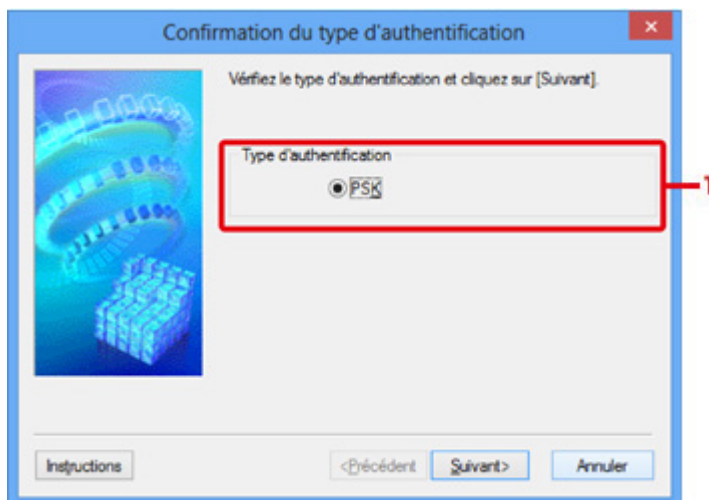 Confirmation du type d'authentification
Vérifiez le type d'authentification et cliquez sur [Suivant].
Type d'authentification
PSK
1
Instructions
<Précédent
Suivant>
Annuler